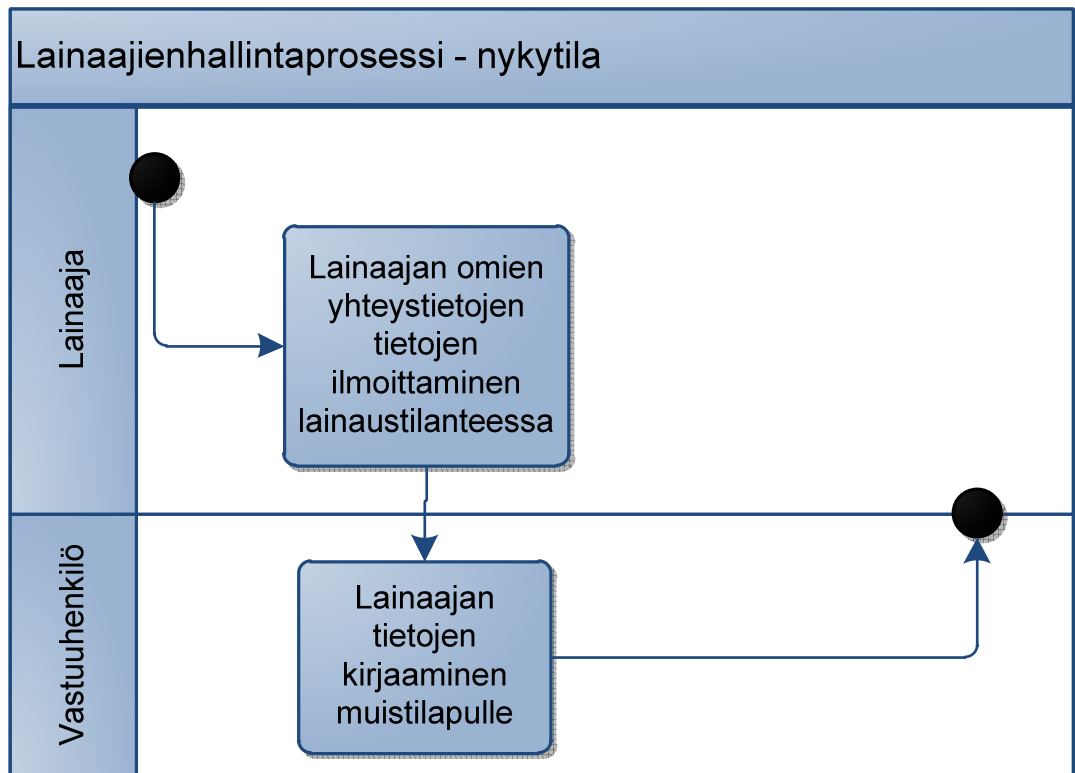 Lainaajienhallintaprosessi - nykytila
Lainaaja
Lainaajan omien
yhteystietojen
tietojen
ilmoittaminen
lainaustilanteessa
Vastuuhenkilö
Lainaajan
tietojen
kirjaaminen
muistilapulle